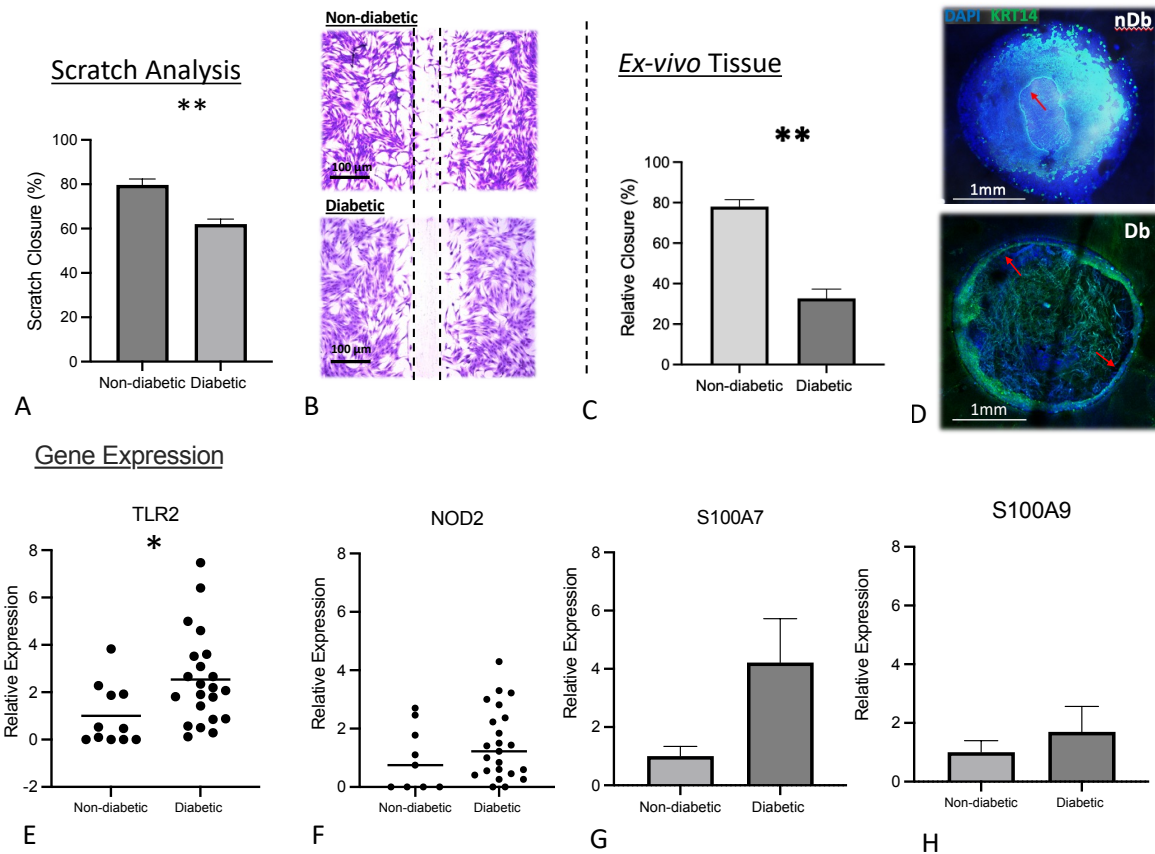 Scratch Analysis
**
Scratch Closure (%)
100
80
60
40
20
0
Non-diabetic Diabetic
A
Non-diabetic
100 µm
Diabetic
100 µm
B
Ex-vivo Tissue
**
Relative Closure (%)
100
80
60
40
20
0
Non-diabetic Diabetic
C
DAPI KRT14 nDb
1mm
Db
1mm
D
Gene Expression
TLR2
*
Relative Expression
8
6
4
2
0
-2
Non-diabetic Diabetic
E
NOD2
Relative Expression
8
6
4
2
0
Non-diabetic Diabetic
F
S100A7
Relative Expression
8
6
4
2
0
Non-diabetic Diabetic
G
S100A9
Relative Expression
8
6
4
2
0
Non-diabetic Diabetic
H